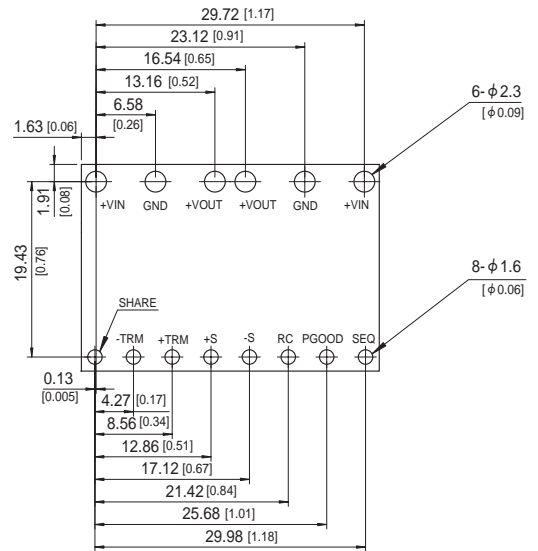 29.72 [1.17]
23.12 [0.91]
16.54 [0.65]
13.16 [0.52]
6.58
[0.26]
1.63 [0.06]
6-ϕ2.3
[ϕ0.09]
1.91
[0.08]
+VIN GND +VOUT +VOUT GND +VIN
19.43
[0.76]
8-ϕ1.6
[ϕ0.06]
SHARE
-TRM +TRM +S -S RC PGOOD SEQ
0.13
[0.005]
4.27 [0.17]
8.56 [0.34]
12.86 [0.51]
17.12 [0.67]
21.42 [0.84]
25.68 [1.01]
29.98 [1.18]